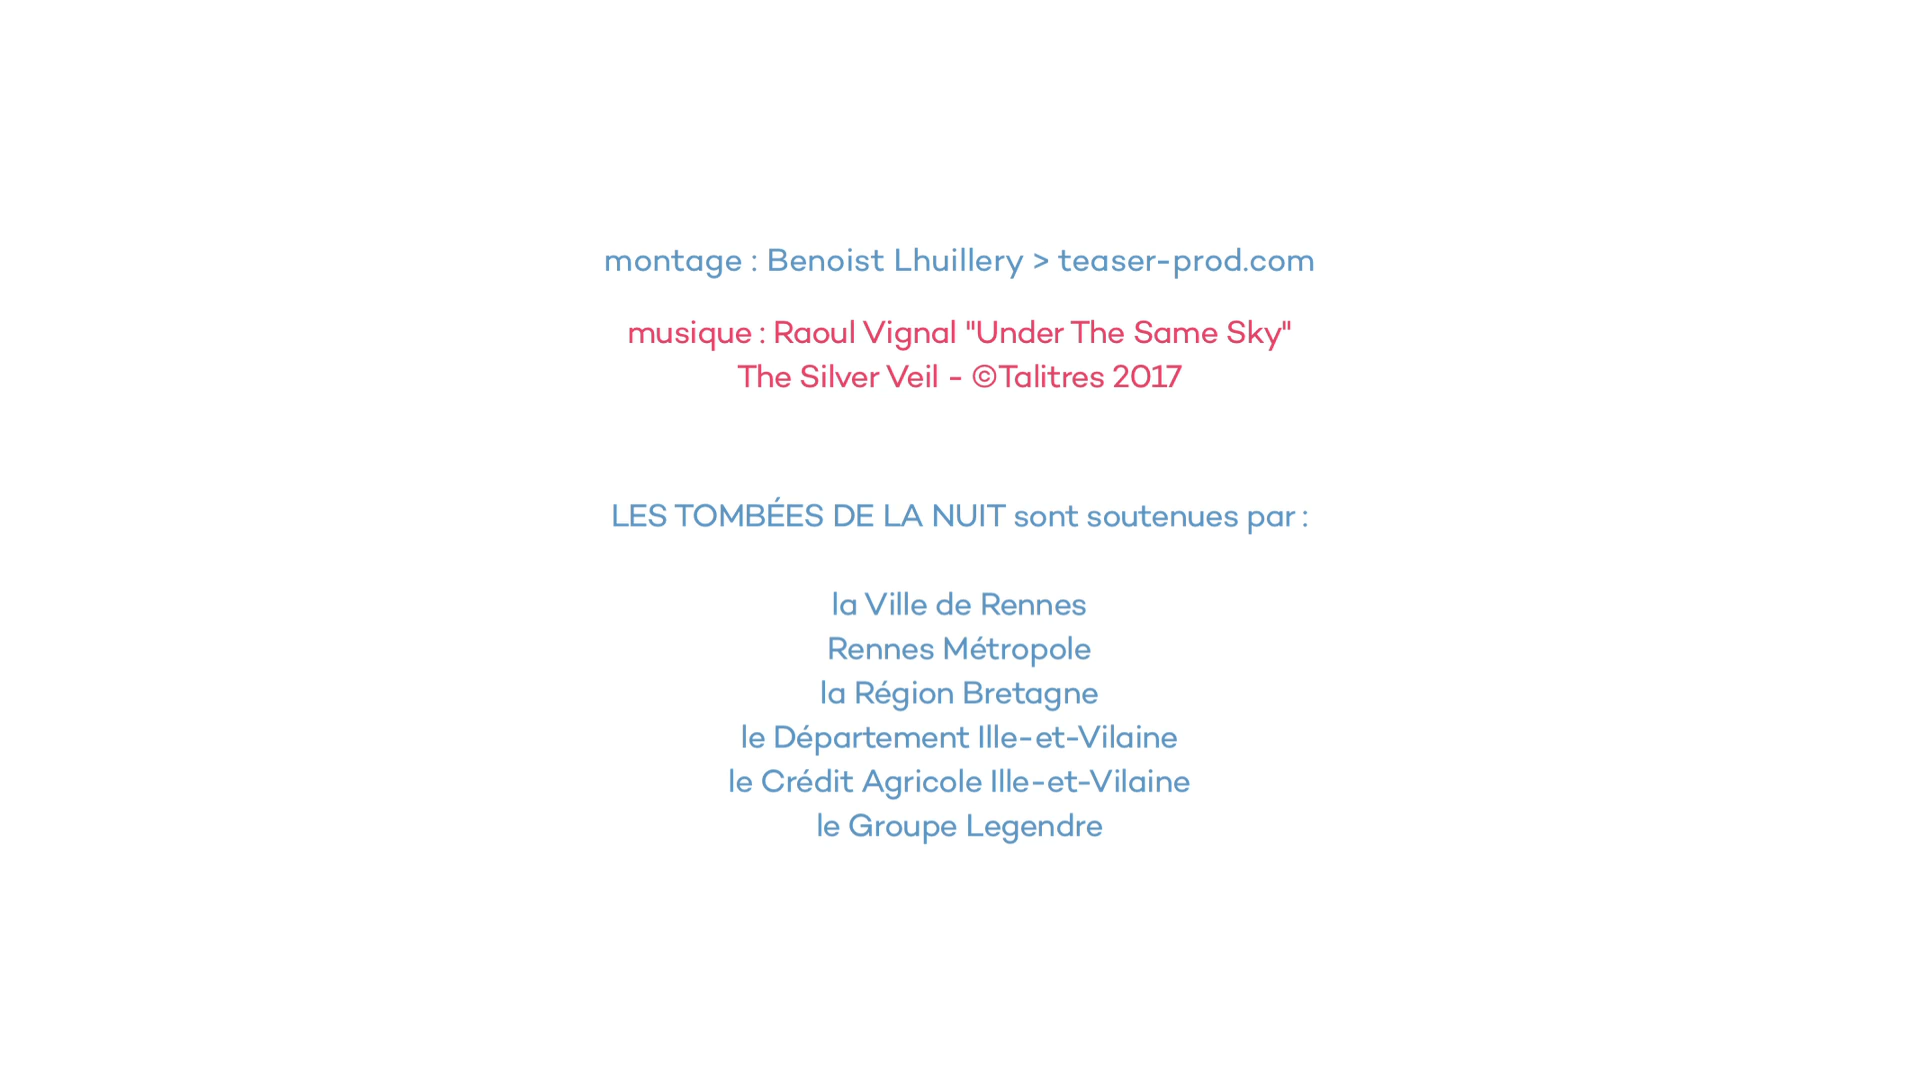 montage : Benoist Lhuillery > teaser-prod.com
musique : Raoul Vignal "Under The Same Sky"
The Silver Veil - ©Talitres 2017
LES TOMBÉES DE LA NUIT sont soutenues par :
la Ville de Rennes
Rennes Métropole
la Région Bretagne
le Département Ille-et-Vilaine
le Crédit Agricole Ille-et-Vilaine
le Groupe Legendre